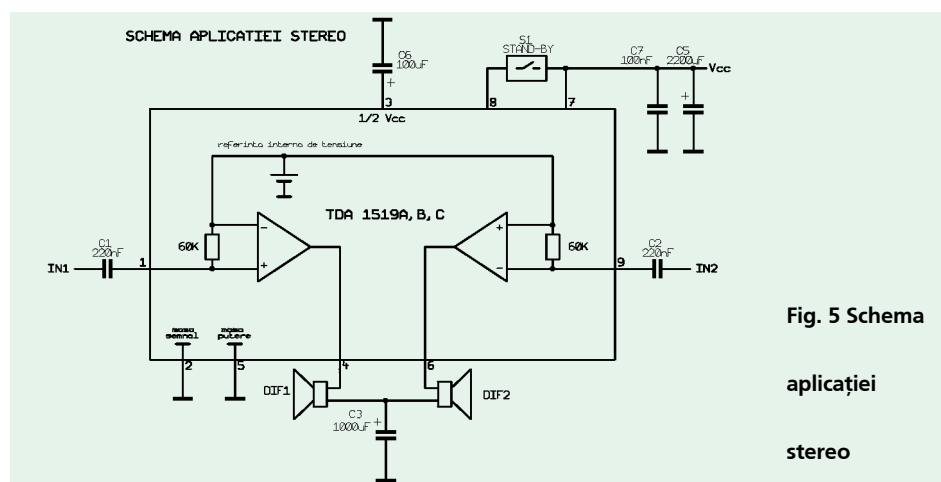 SCHEMA APLICATIEI STEREO
C6
100uF
+
S1
STAND-BY
C7
100nF
C5
2200uF
Vcc
+
3
8
7
1/2 Vcc
referinta interna de tensiune
TDA 1519A,B,C
60K
-
+
+
-
60K
C1
220nF
IN1
1
9
C2
220nF
IN2
masa
semnal
masa
putere
2
5
4
6
DIF1
DIF2
C3
1000uF
+
Fig. 5 Schema
aplicației
stereo